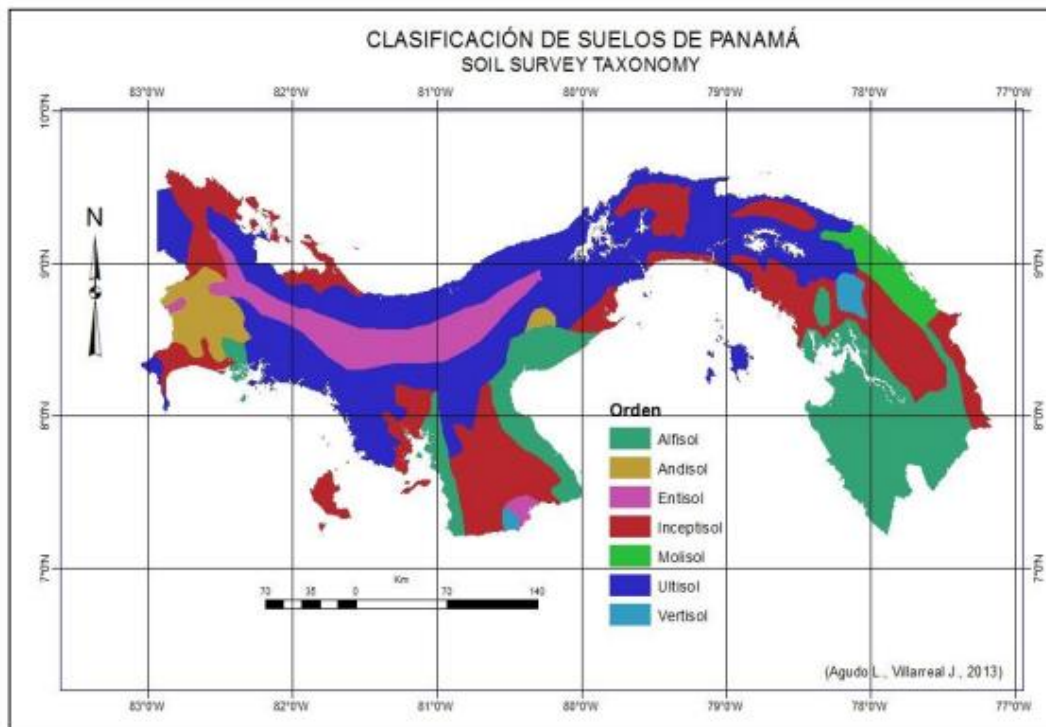 CLASIFICACIÓN DE SUELOS DE PANAMÁ
SOIL SURVEY TAXONOMY
83°0'W 82°0'W 81°0'W 80°0'W 79°0'W 78°0'W 77°0'W
10°0'N 10°0'N
N
9°0'N 9°0'N
8°0'N 8°0'N
Orden
Alfisol
Andisol
Entisol
Inceptisol
Molisol
Ultisol
Vertisol
7°0'N 7°0'N
Km
70 35 0 70 140
(Agudo L., Villarreal J., 2013)
83°0'W 82°0'W 81°0'W 80°0'W 79°0'W 78°0'W 77°0'W